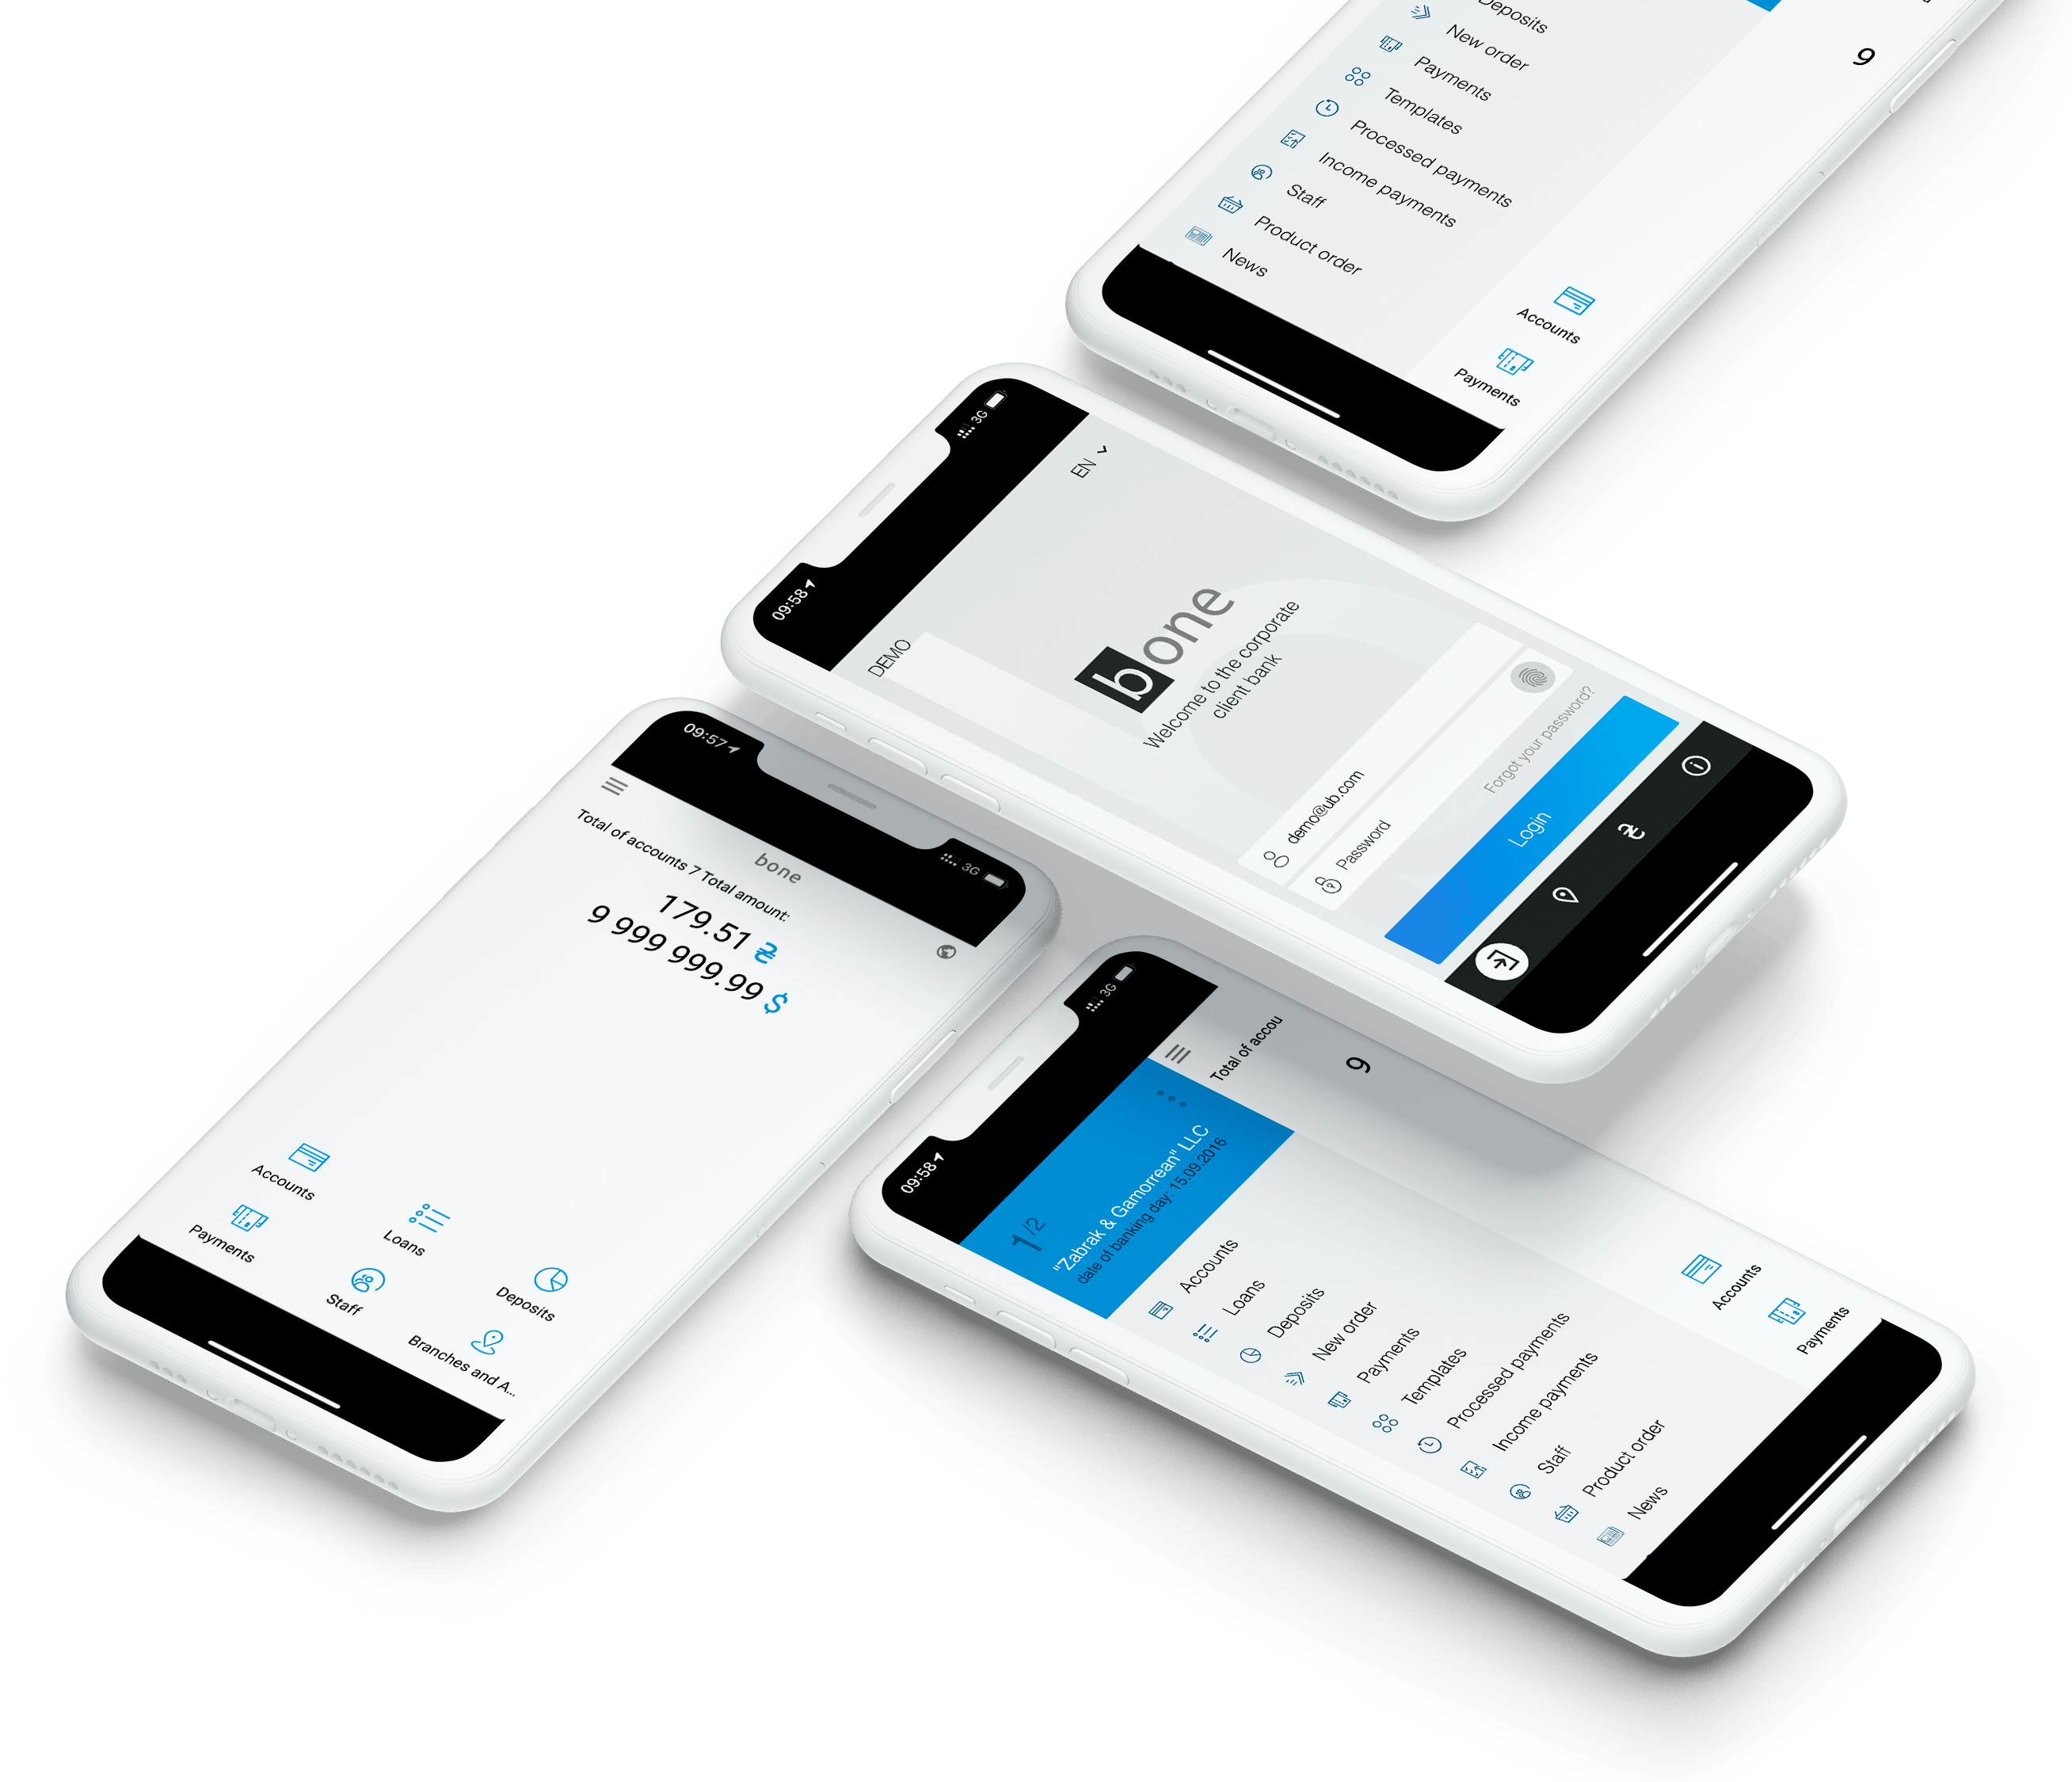 Deposits
New order
Payments
Templates
Processed payments
Income payments
Staff
Product order
News
9
Accounts
Payments
09:58
3G
DEMO
EN
bone
Welcome to the corporate
client bank
demo@ub.com
Password
Forgot your password?
Login
09:57
3G
bone
Total of accounts 7 Total amount:
179.51 ₴
9 999 999.99 $
Accounts
Loans
Deposits
Payments
Staff
Branches and A...
09:58
3G
1/2
"Zabrak & Gamorrean" LLC
date of banking day: 15.09.2016
Total of accou
9
Accounts
Loans
Deposits
New order
Payments
Templates
Processed payments
Income payments
Staff
Product order
News
Accounts
Payments